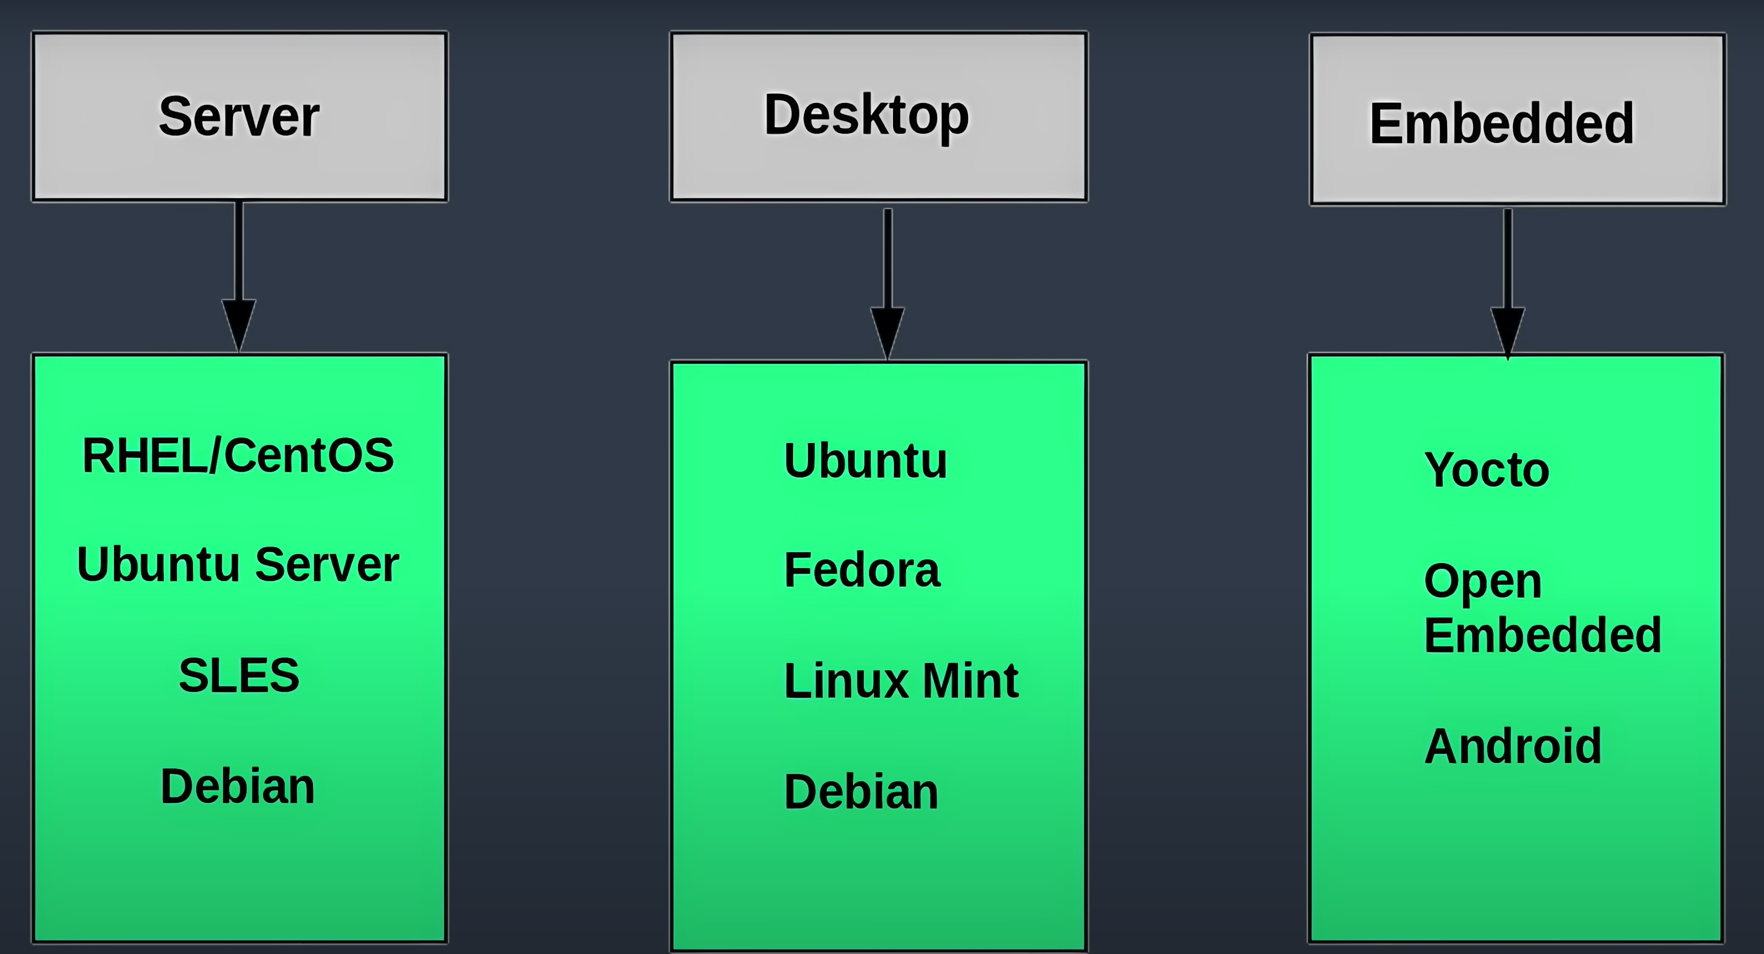 Server
RHEL/CentOS
Ubuntu Server
SLES
Debian
Desktop
Ubuntu
Fedora
Linux Mint
Debian
Embedded
Yocto
Open
Embedded
Android